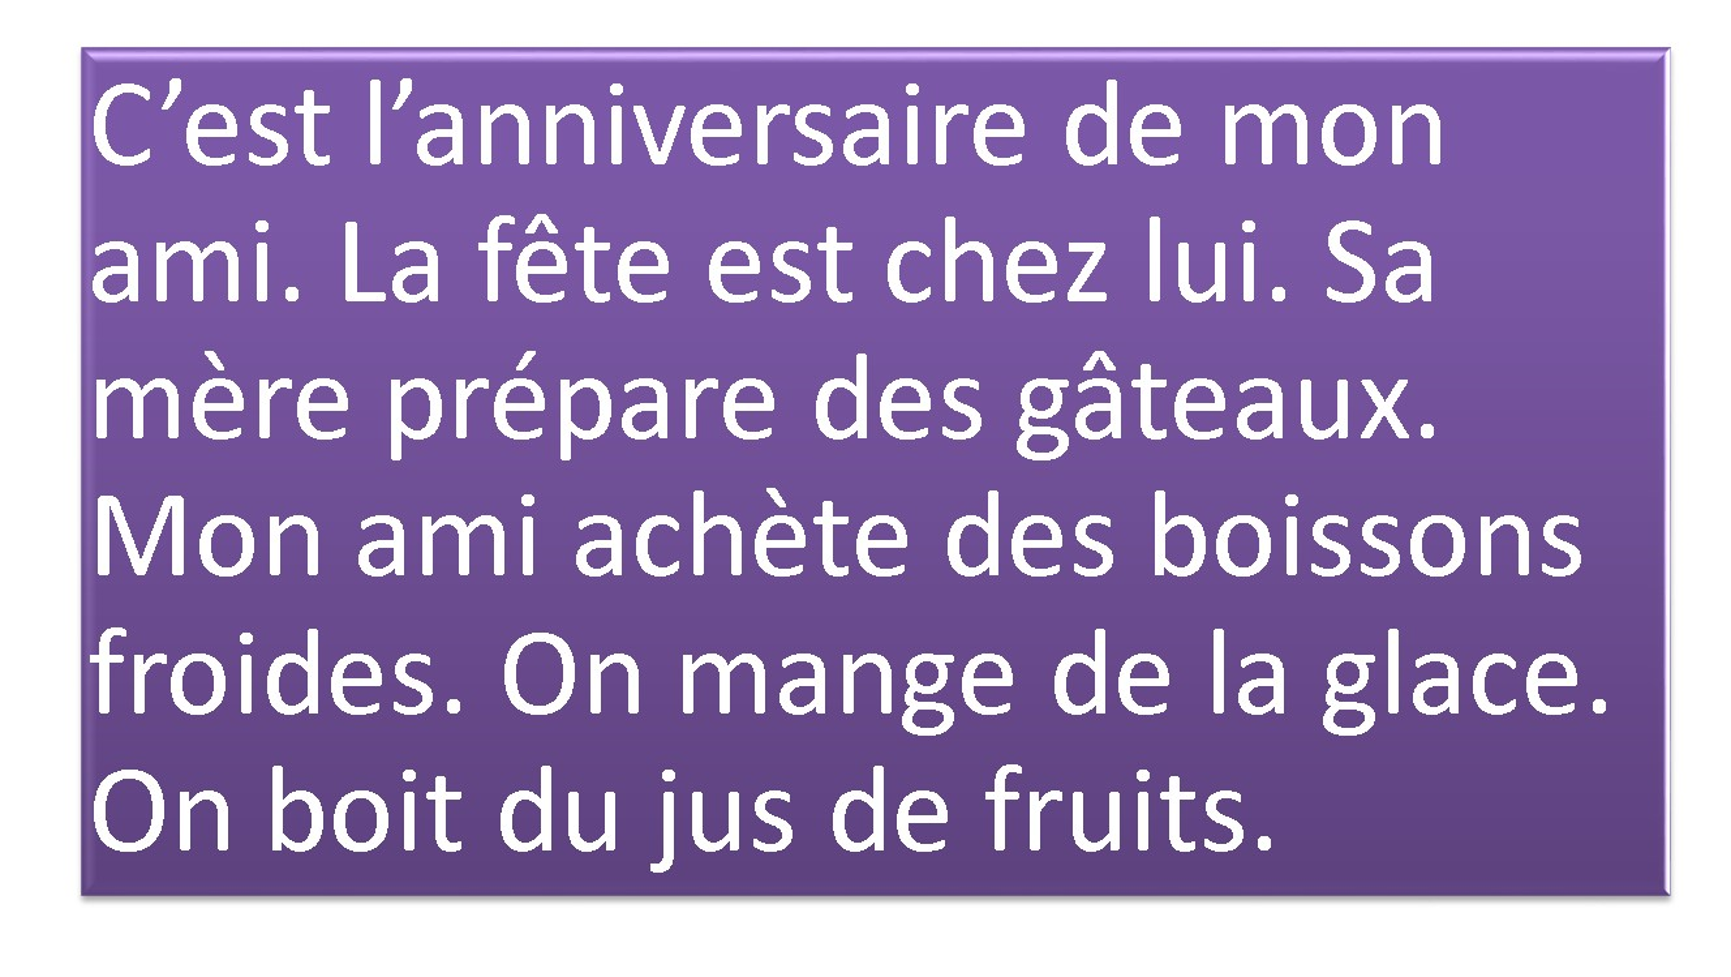 C’est l’anniversaire de mon
ami. La fête est chez lui. Sa
mère prépare des gâteaux.
Mon ami achète des boissons
froides. On mange de la glace.
On boit du jus de fruits.